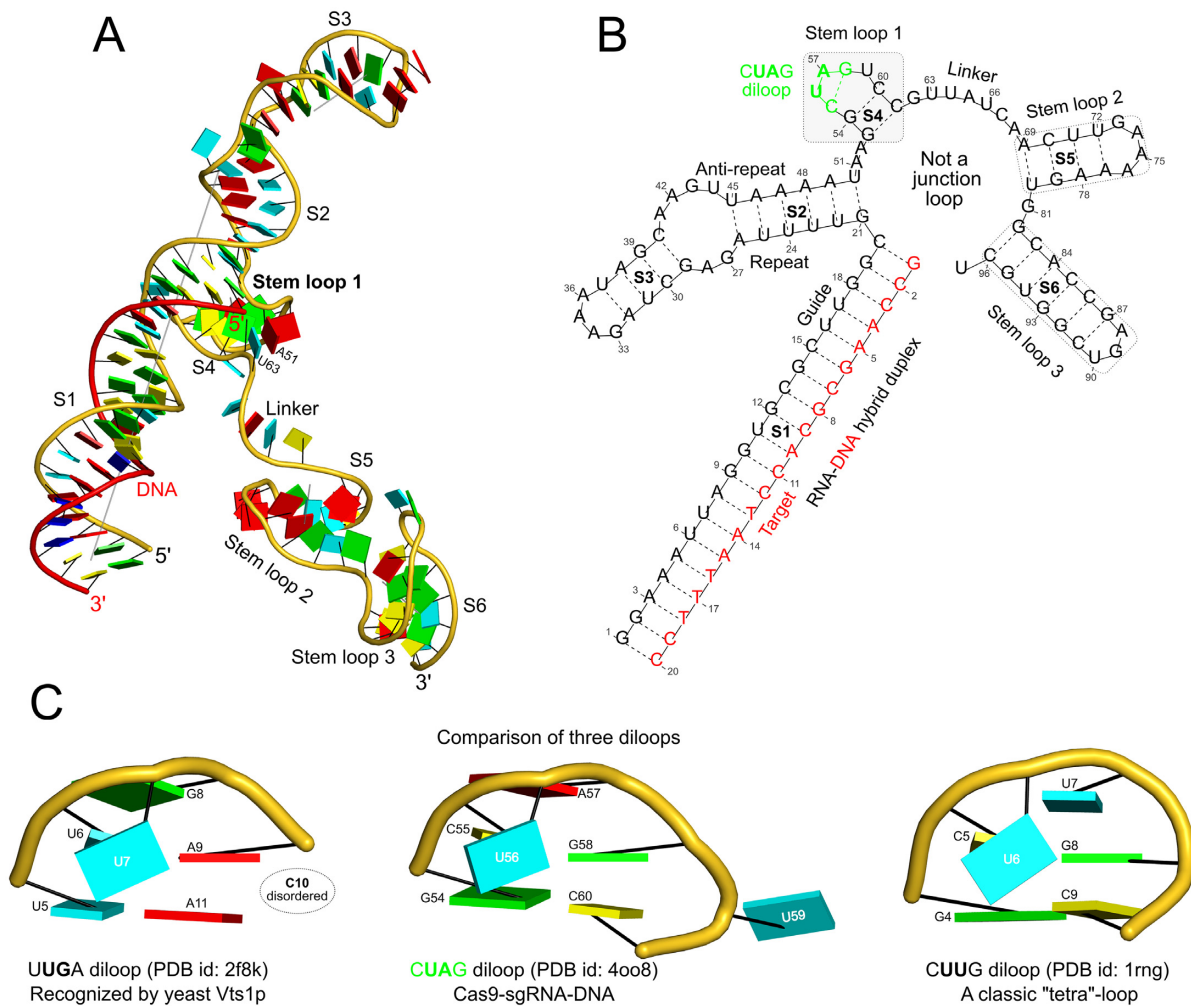 A
S3
S2
Stem loop 1
5'
A51
U63
S4
S1
Linker
S5
DNA
5'
3'
Stem loop 2
S6
Stem loop 3
3'
B
Stem loop 1
CUAG
diloop
57
60
54
51
S4
63
Linker
66
69
Stem loop 2
72
75
78
81
S5
Not a
junction
loop
Anti-repeat
42
45
48
39
36
33
30
27
24
21
S3
S2
Repeat
84
87
90
93
96
S6
Stem loop 3
18
Guide
15
12
9
6
3
1
S1
2
5
8
11
14
17
20
Target
RNA-DNA hybrid duplex
GGAAAUUAGGUGCGCUUGGC
GUUUUAGAGCUAGAAAUAGCAAGUUAAAAU
AAGGCUAGUCCGUUAUCAACUUGAAAAAGUG
GCACCGAGUCGGUGCU
GCCAAGCGCACCTAATTTCC
C
Comparison of three diloops
G8
U6
U7
A9
U5
A11
C10
disordered
UUGA diloop (PDB id: 2f8k)
Recognized by yeast Vts1p
A57
C55
U56
G58
G54
C60
U59
CUAG diloop (PDB id: 4oo8)
Cas9-sgRNA-DNA
U7
C5
U6
G8
G4
C9
CUUG diloop (PDB id: 1rng)
A classic "tetra"-loop